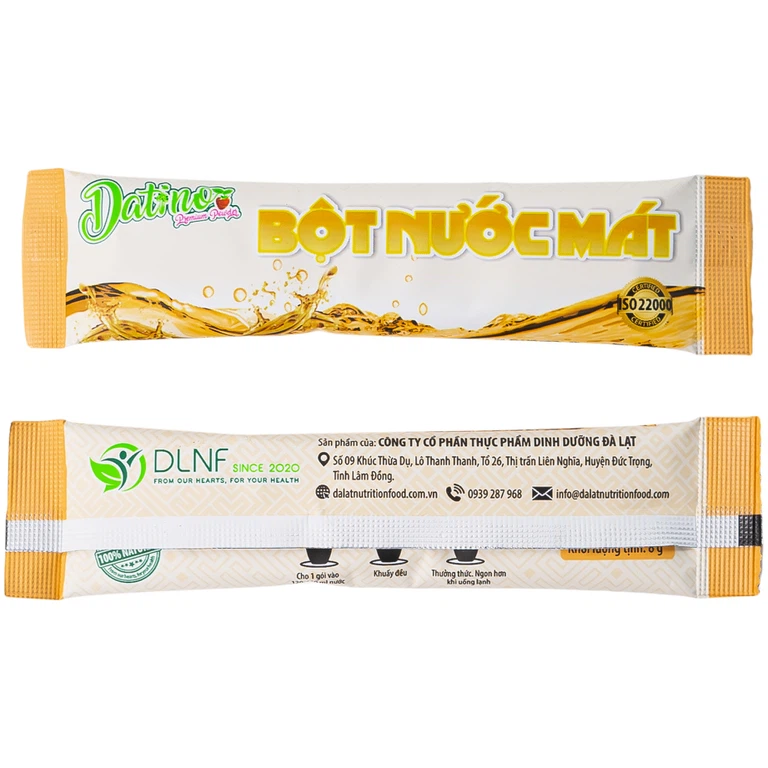 Datino
Premium Powder
BỘT NƯỚC MÁT
CERTIFIED
ISO 22000
CERTIFIED
DLNF SINCE 2020
FROM OUR HEARTS, FOR YOUR HEALTH
Sản phẩm của: CÔNG TY CỔ PHẦN THỰC PHẨM DINH DƯỠNG ĐÀ LẠT
Số 09 Khúc Thừa Dụ, Lô Thanh Thanh, Tổ 26, Thị trấn Liên Nghĩa, Huyện Đức Trọng,
Tỉnh Lâm Đồng.
dalatnutritionfood.com.vn 0939 287 968 info@dalatnutritionfood.com
100%
Khối lượng tịnh: 8 g
Cho 1 gói vào
nước
Khuấy đều
Thưởng thức. Ngon hơn
khi uống lạnh